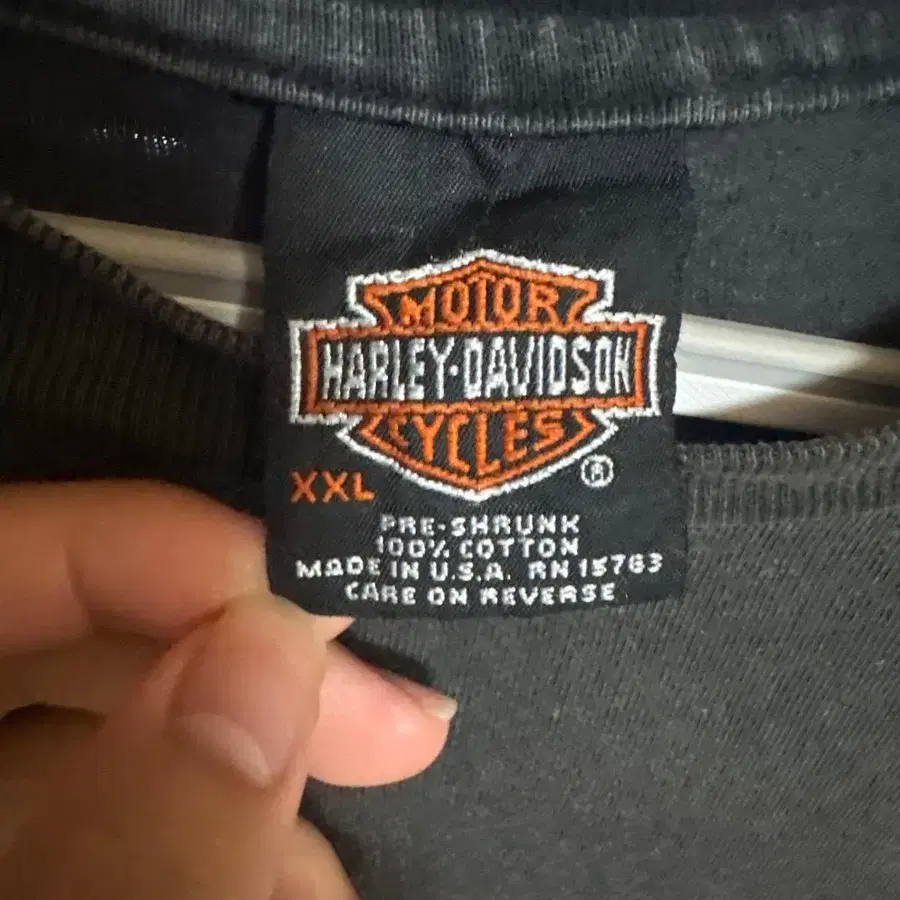 MOTOR
HARLEY-DAVIDSON
CYCLES
®
XXL
PRE-SHRUNK
100% COTTON
MADE IN U.S.A. RN 15763
CARE ON REVERSE